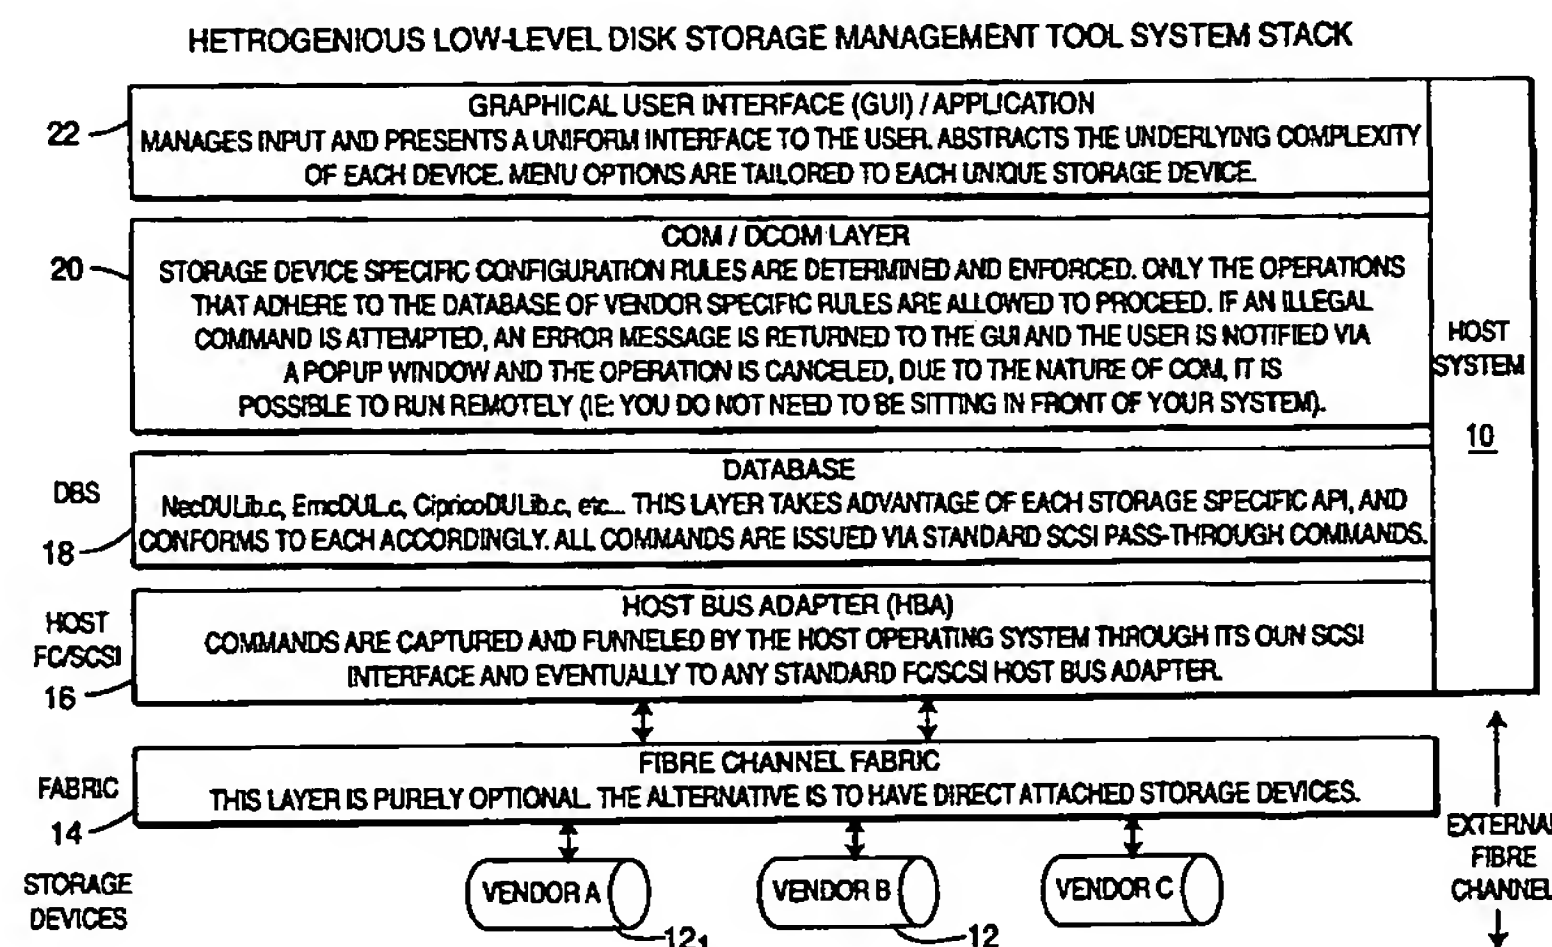 HETROGENIOUS LOW-LEVEL DISK STORAGE MANAGEMENT TOOL SYSTEM STACK
22
GRAPHICAL USER INTERFACE (GUI) / APPLICATION
MANAGES INPUT AND PRESENTS A UNIFORM INTERFACE TO THE USER. ABSTRACTS THE UNDERLYING COMPLEXITY
OF EACH DEVICE. MENU OPTIONS ARE TAILORED TO EACH UNIQUE STORAGE DEVICE.
20
COM / DCOM LAYER
STORAGE DEVICE SPECIFIC CONFIGURATION RULES ARE DETERMINED AND ENFORCED. ONLY THE OPERATIONS
THAT ADHERE TO THE DATABASE OF VENDOR SPECIFIC RULES ARE ALLOWED TO PROCEED. IF AN ILLEGAL
COMMAND IS ATTEMPTED, AN ERROR MESSAGE IS RETURNED TO THE GUI AND THE USER IS NOTIFIED VIA
A POPUP WINDOW AND THE OPERATION IS CANCELED, DUE TO THE NATURE OF COM, IT IS
POSSIBLE TO RUN REMOTELY (IE: YOU DO NOT NEED TO BE SITTING IN FRONT OF YOUR SYSTEM).
HOST
SYSTEM
10
DBS
18
DATABASE
NecDULib.c, EmcDUL.c, CipricoDULib.c, etc... THIS LAYER TAKES ADVANTAGE OF EACH STORAGE SPECIFIC API, AND
CONFORMS TO EACH ACCORDINGLY. ALL COMMANDS ARE ISSUED VIA STANDARD SCSI PASS-THROUGH COMMANDS.
HOST
FC/SCSI
16
HOST BUS ADAPTER (HBA)
COMMANDS ARE CAPTURED AND FUNNELED BY THE HOST OPERATING SYSTEM THROUGH ITS OUN SCSI
INTERFACE AND EVENTUALLY TO ANY STANDARD FC/SCSI HOST BUS ADAPTER.
FABRIC
14
FIBRE CHANNEL FABRIC
THIS LAYER IS PURELY OPTIONAL. THE ALTERNATIVE IS TO HAVE DIRECT ATTACHED STORAGE DEVICES.
EXTERNAL
FIBRE
CHANNEL
STORAGE
DEVICES
VENDOR A
12₁
VENDOR B
12
VENDOR C